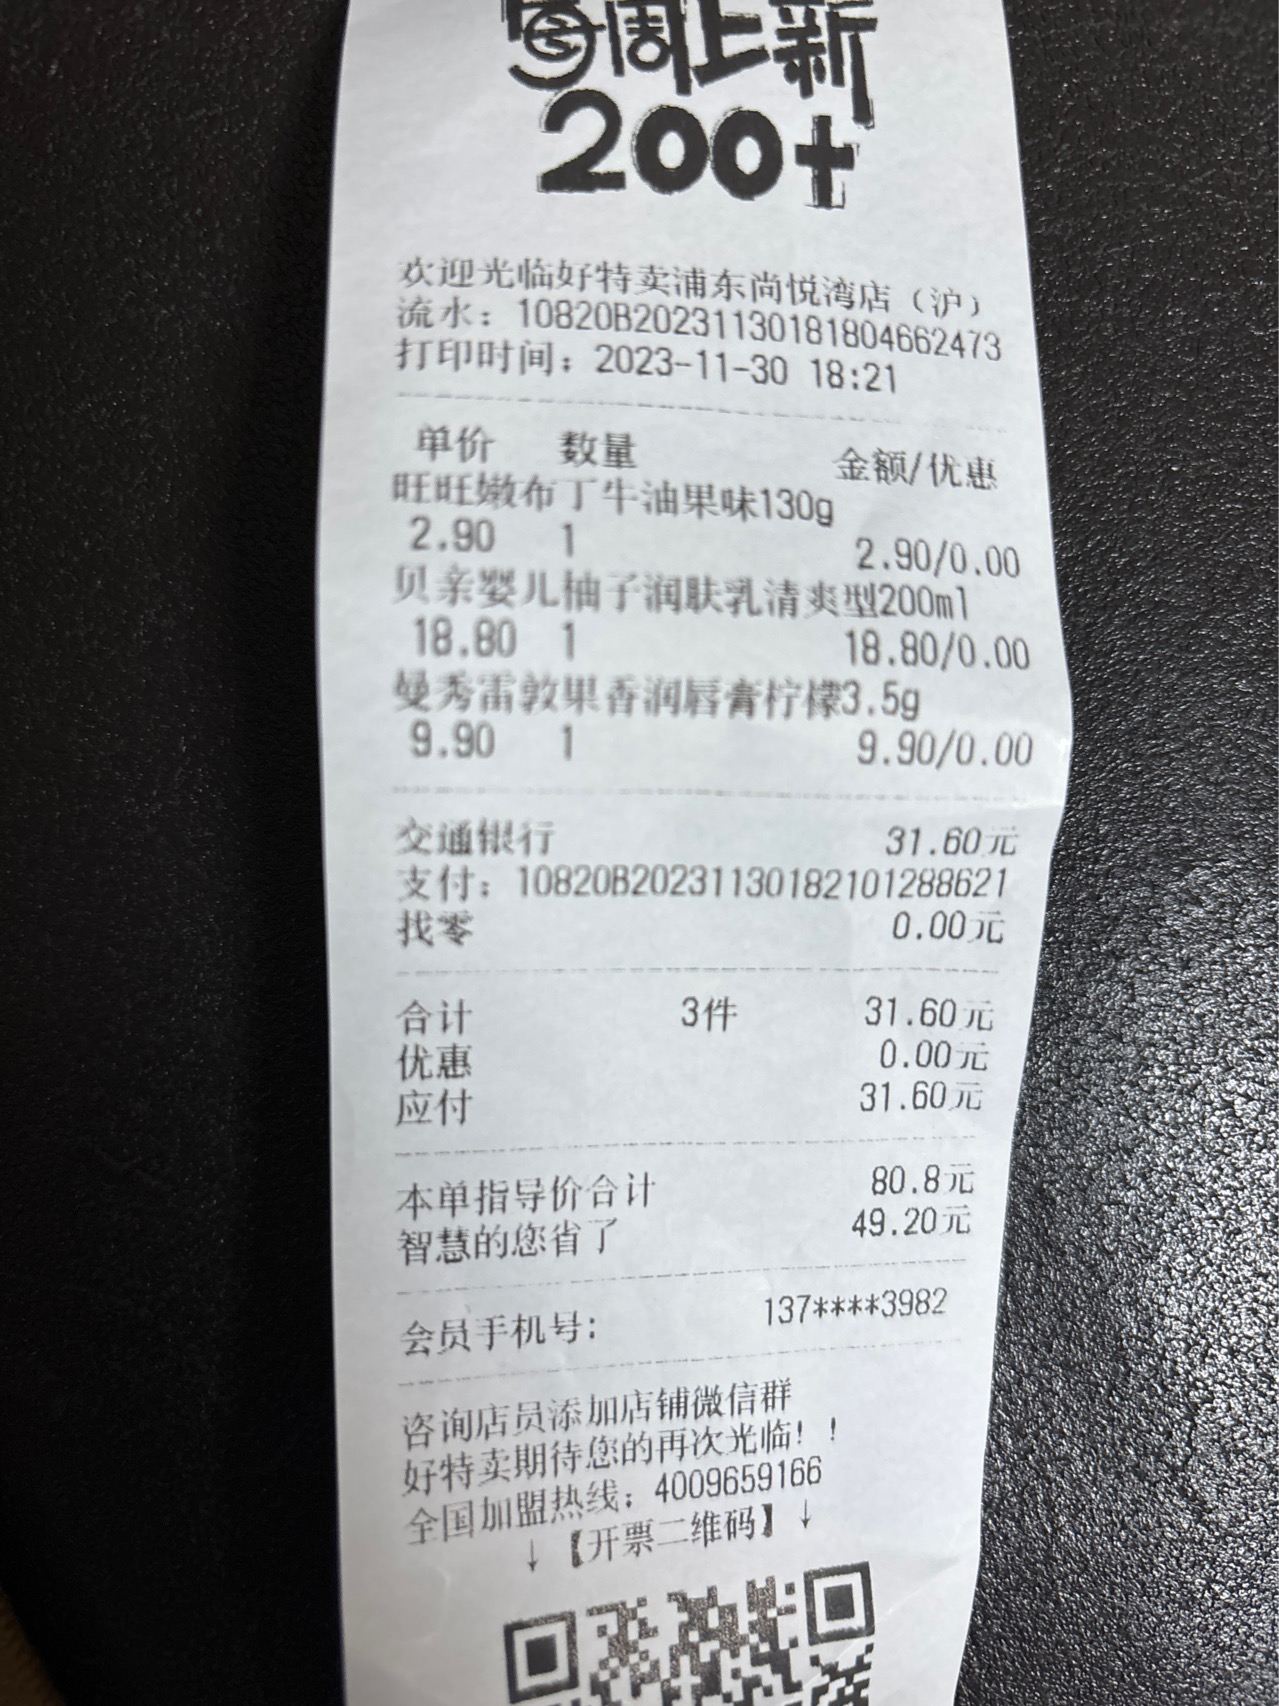 每周上新
200+
欢迎光临好特卖浦东尚悦湾店（沪）
流水：10820B20231130181804662473
打印时间：2023-11-30 18:21
单价 数量 金额/优惠
旺旺嫩布丁牛油果味130g
2.90 1 2.90/0.00
贝亲婴儿柚子润肤乳清爽型200ml
18.80 1 18.80/0.00
曼秀雷敦果香润唇膏柠檬3.5g
9.90 1 9.90/0.00
交通银行 31.60元
支付：10820B20231130182101288621
找零 0.00元
合计 3件 31.60元
优惠 0.00元
应付 31.60元
本单指导价合计 80.8元
智慧的您省了 49.20元
会员手机号: 137****3982
咨询店员添加店铺微信群
好特卖期待您的再次光临！！
全国加盟热线：4009659166
↓【开票二维码】↓